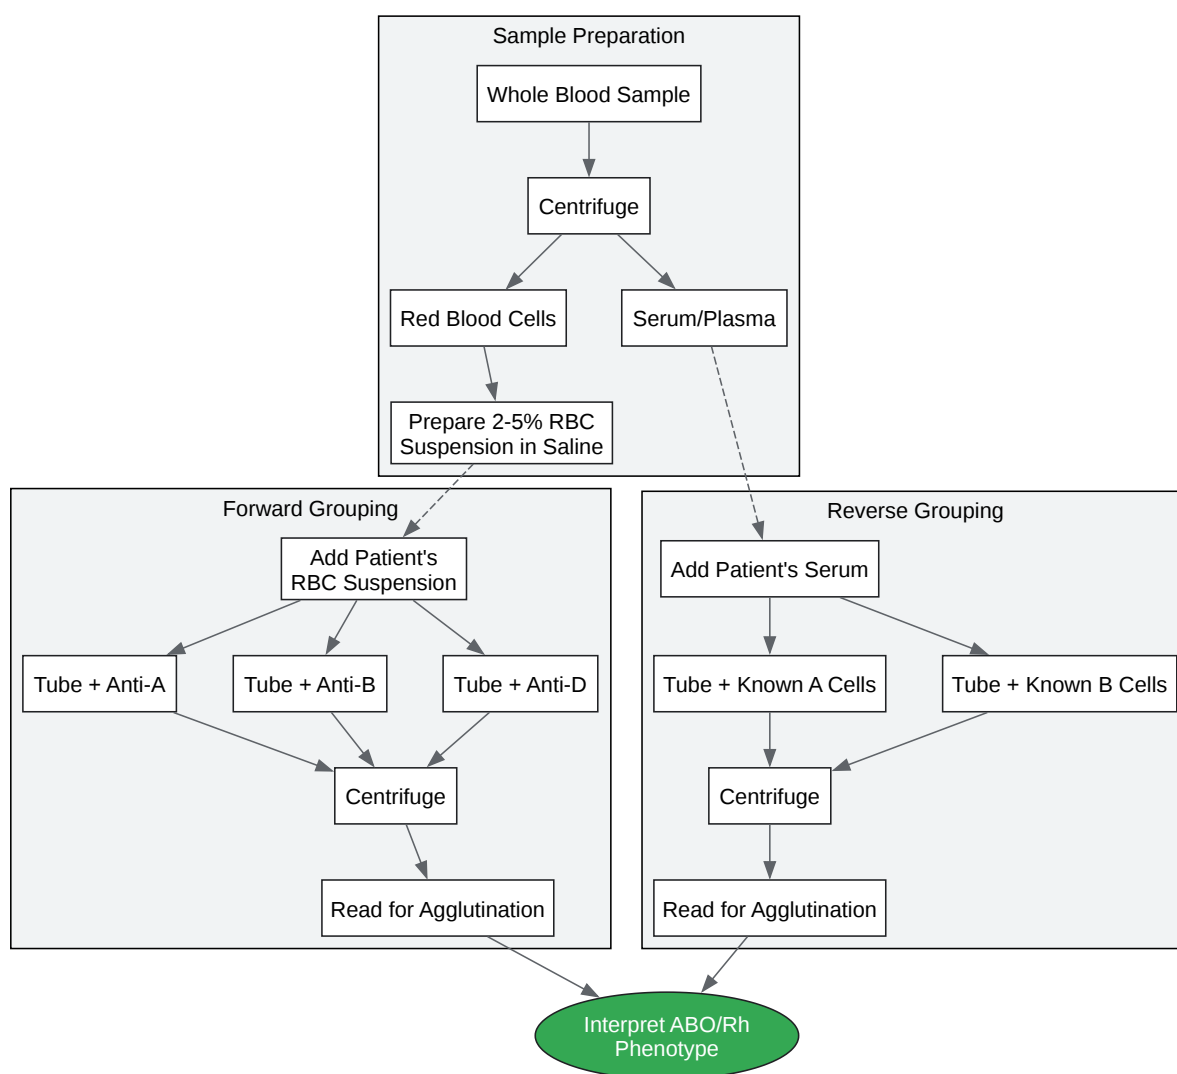 Sample Preparation
Whole Blood Sample
Centrifuge
Red Blood Cells
Serum/Plasma
Prepare 2-5% RBC
Suspension in Saline
Forward Grouping
Add Patient's
RBC Suspension
Tube + Anti-A
Tube + Anti-B
Tube + Anti-D
Centrifuge
Read for Agglutination
Reverse Grouping
Add Patient's Serum
Tube + Known A Cells
Tube + Known B Cells
Centrifuge
Read for Agglutination
Interpret ABO/Rh
Phenotype